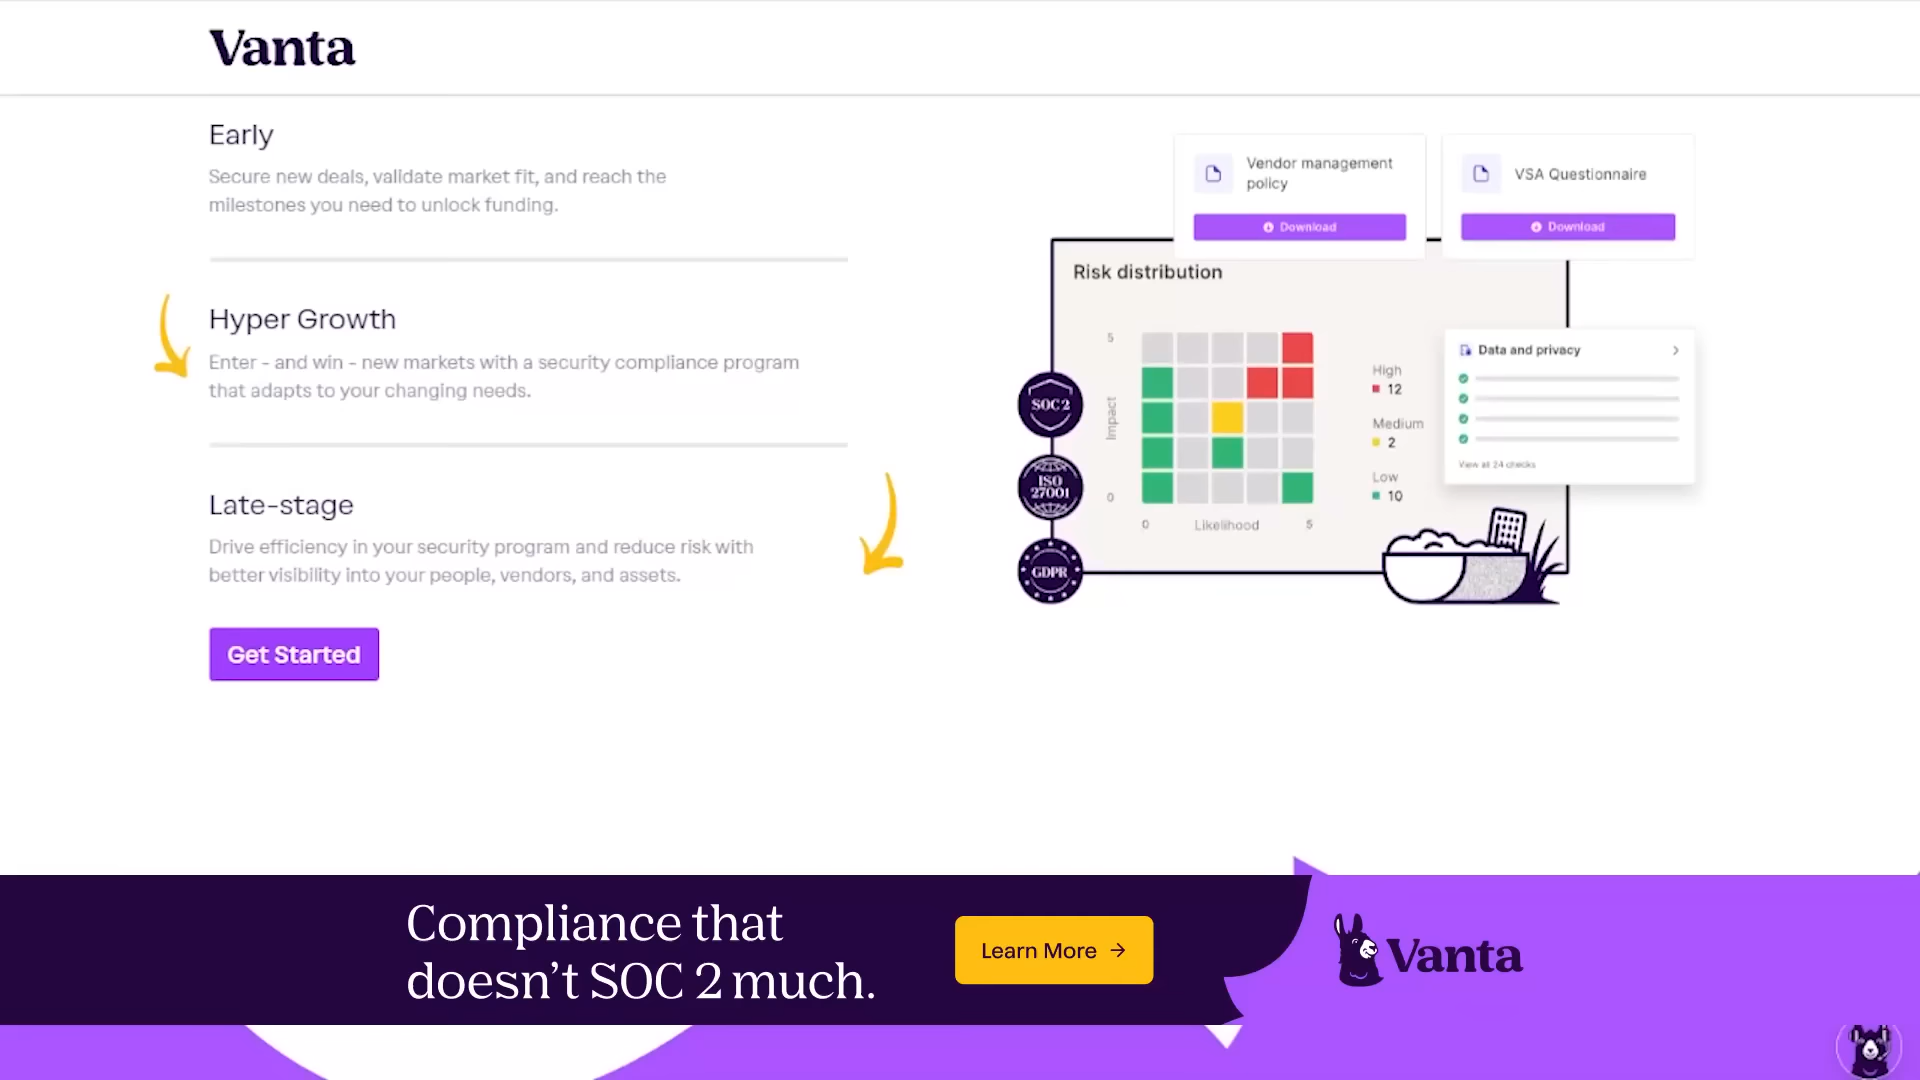 Vanta
Early
Secure new deals, validate market fit, and reach the
milestones you need to unlock funding.
Hyper Growth
Enter - and win - new markets with a security compliance program
that adapts to your changing needs.
Late-stage
Drive efficiency in your security program and reduce risk with
better visibility into your people, vendors, and assets.
Get Started
Vendor management
policy
Download
VSA Questionnaire
Download
Risk distribution
5
Impact
0
0
Likelihood
5
High
12
Medium
2
Low
10
SOC 2
ISO
27001
GDPR
Data and privacy
View all 24 checks
Compliance that
doesn’t SOC 2 much.
Learn More →
Vanta